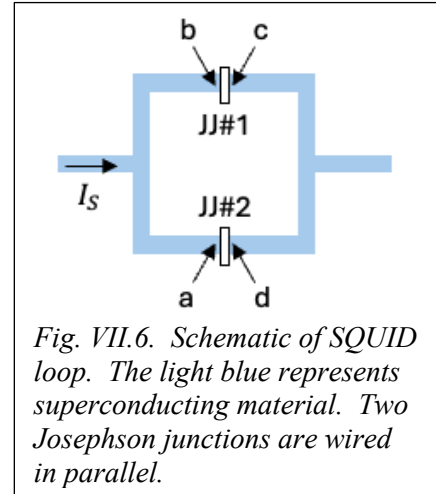 b c
JJ#1
I_S
JJ#2
a d
Fig. VII.6. Schematic of SQUID
loop. The light blue represents
superconducting material. Two
Josephson junctions are wired
in parallel.